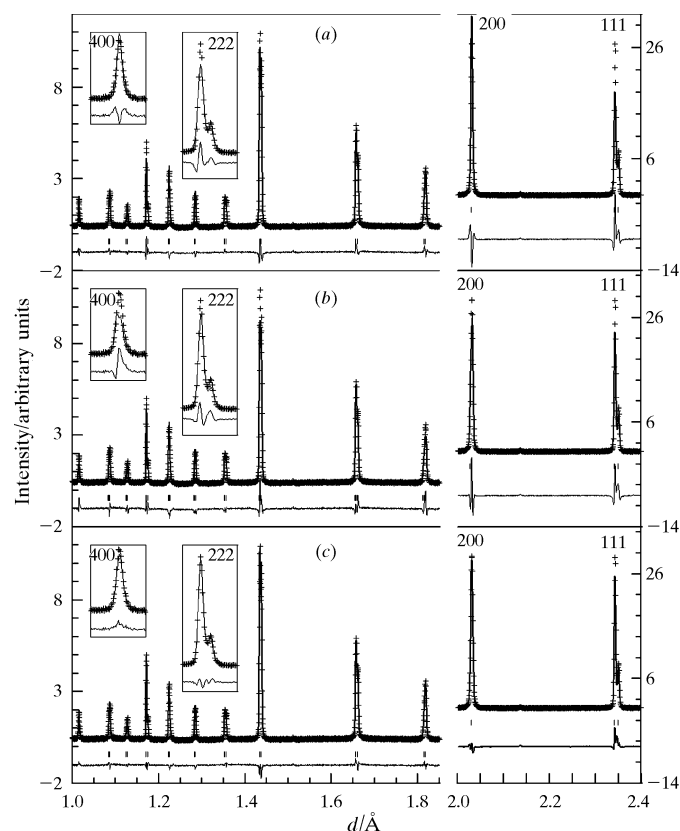 400 222 (a) 200 111 26
8
3 6
−2 −14
400 222 (b) 200 111
26
8
3 6
−2 −14
400 222 (c) 200 111
26
8
3 6
−2 −14
1.0 1.2 1.4 1.6 1.8 2.0 2.2 2.4
d/Å
Intensity/arbitrary units